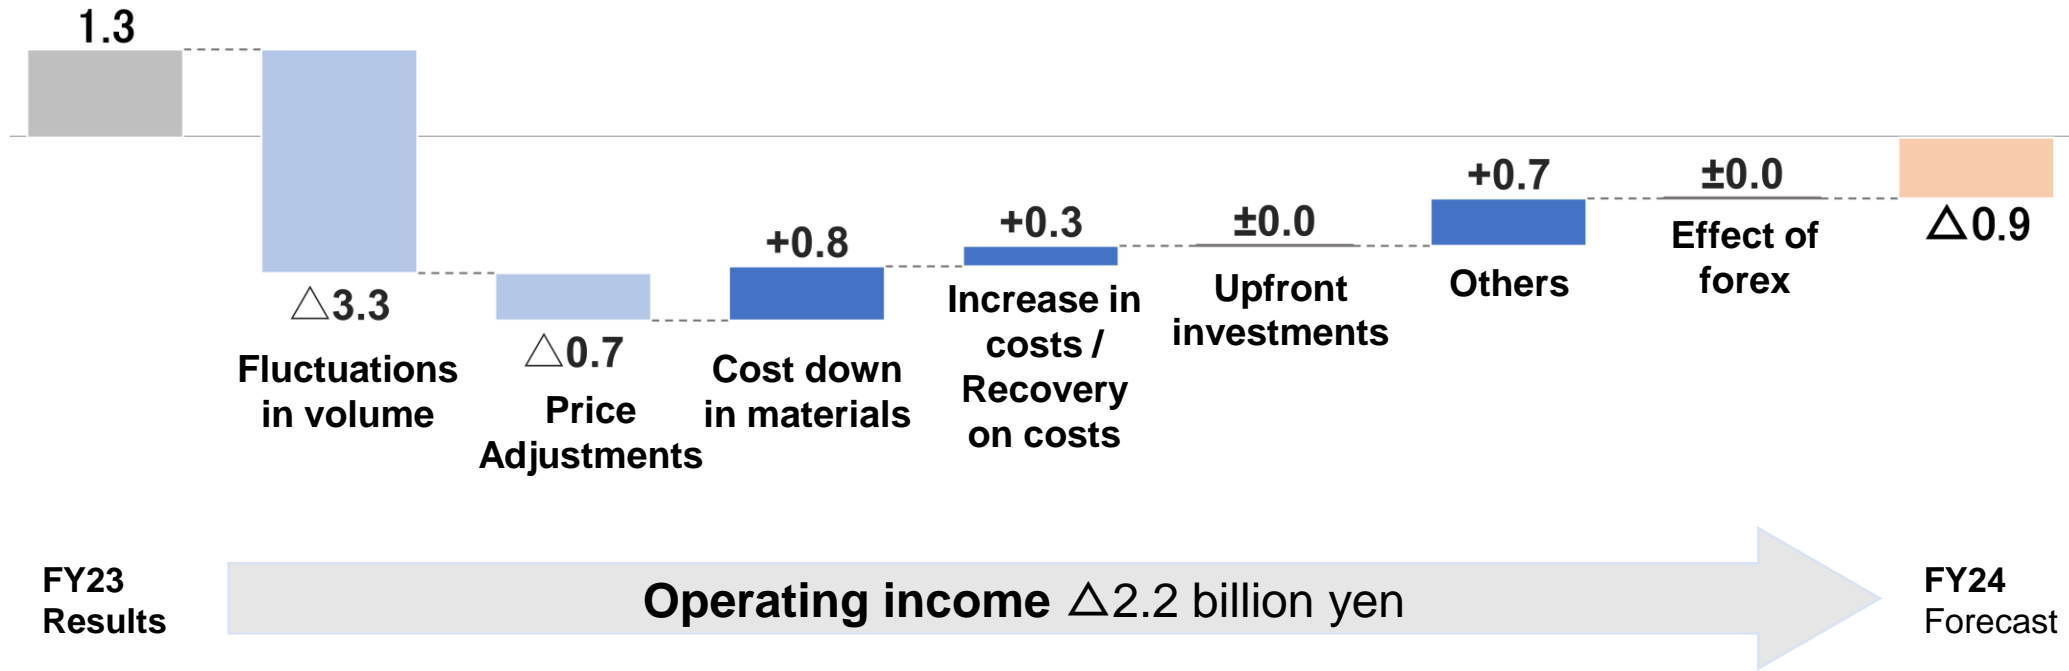 1.3
△3.3
Fluctuations
in volume
△0.7
Price
Adjustments
+0.8
Cost down
in materials
+0.3
Increase in
costs /
Recovery
on costs
±0.0
Upfront
investments
+0.7
Others
±0.0
Effect of
forex
△0.9
FY23
Results
Operating income △2.2 billion yen
FY24
Forecast